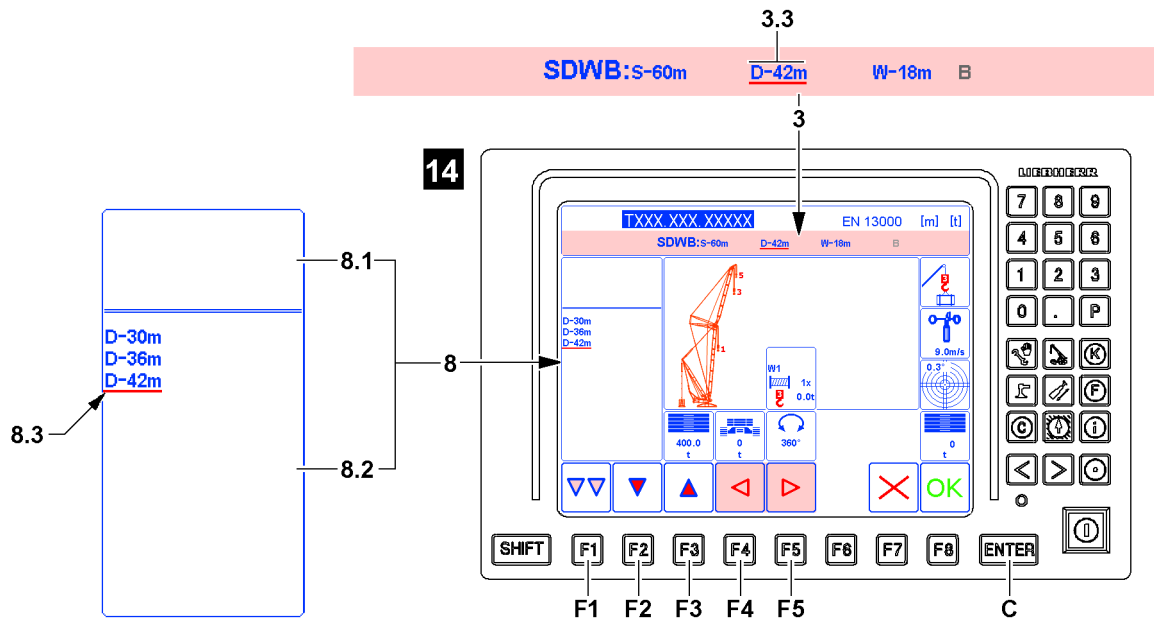 3.3
SDWB:S-60m D-42m W-18m B
3
14
LIEBHERR
TXXX.XXX.XXXXX EN 13000 [m] [t]
SDWB:S-60m D-42m W-18m B
7 8 9
4 5 6
1 2 3
0 . P
8.1
D-30m
D-36m
D-42m
8.3
8
8.2
5
3
1
D-30m
D-36m
D-42m
3
9.0m/s
0.3°
W1
1x
3 0.0t
400.0
t
0
t
360°
0
t
K
F
C i
OK
SHIFT F1 F2 F3 F4 F5 F6 F7 F8 ENTER
F1 F2 F3 F4 F5 C